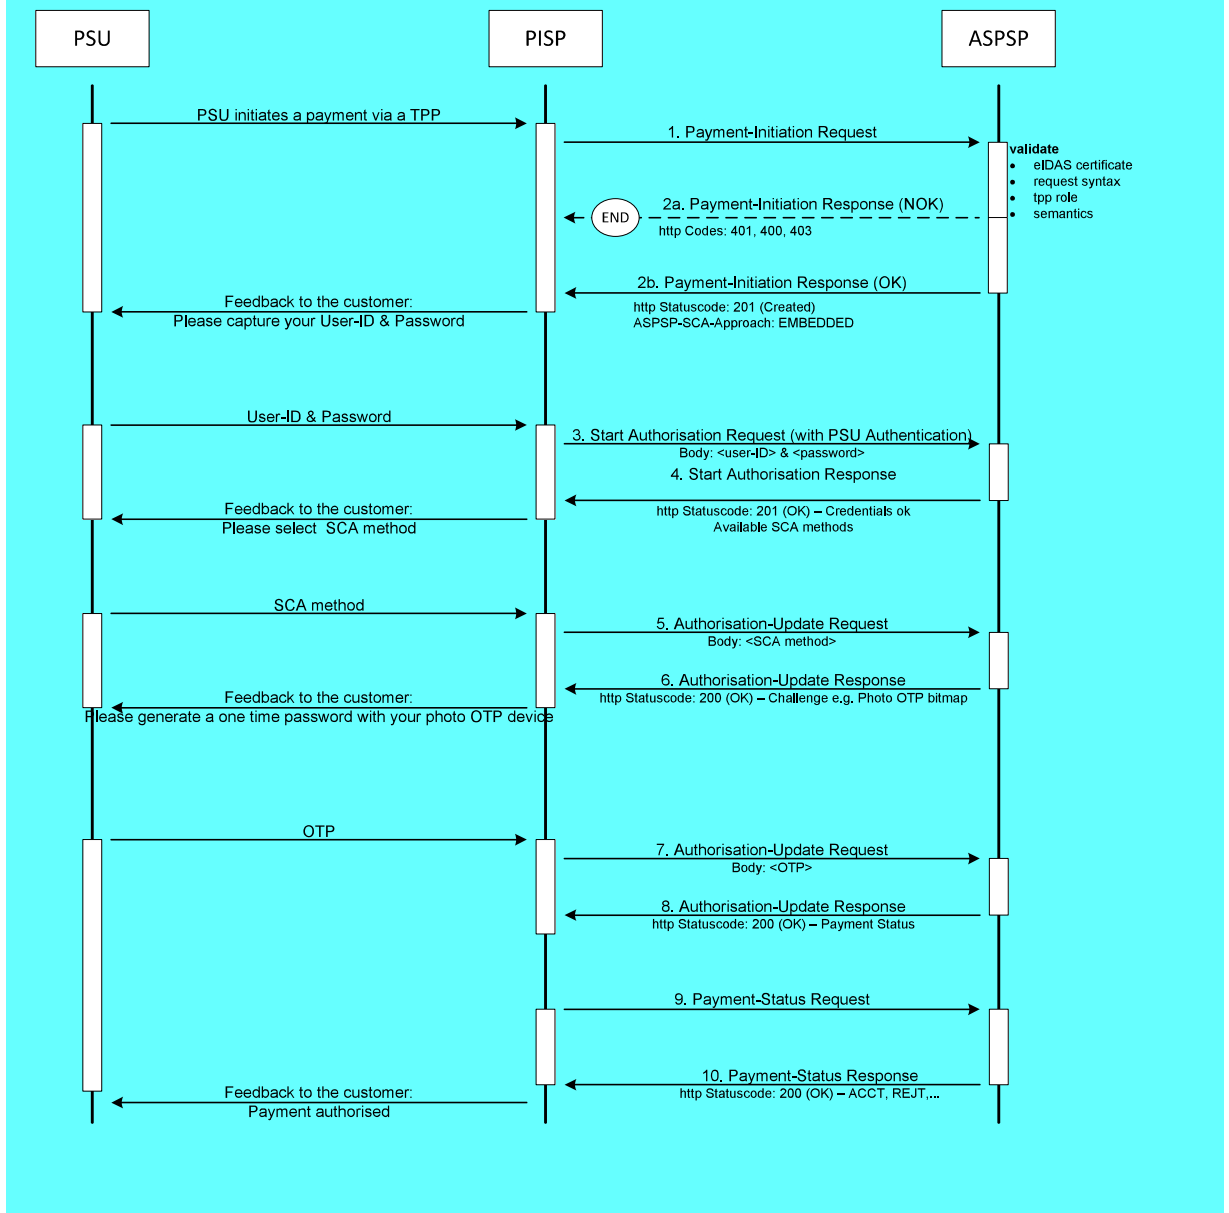 PSU
PISP
ASPSP
PSU initiates a payment via a TPP
1. Payment-Initiation Request
validate
• eIDAS certificate
• request syntax
• tpp role
• semantics
2a. Payment-Initiation Response (NOK)
END
http Codes: 401, 400, 403
2b. Payment-Initiation Response (OK)
http Statuscode: 201 (Created)
ASPSP-SCA-Approach: EMBEDDED
Feedback to the customer:
Please capture your User-ID & Password
User-ID & Password
3. Start Authorisation Request (with PSU Authentication)
Body: <user-ID> & <password>
4. Start Authorisation Response
http Statuscode: 201 (OK) – Credentials ok
Available SCA methods
Feedback to the customer:
Please select  SCA method
SCA method
5. Authorisation-Update Request
Body: <SCA method>
6. Authorisation-Update Response
http Statuscode: 200 (OK) – Challenge e.g. Photo OTP bitmap
Feedback to the customer:
Please generate a one time password with your photo OTP device
OTP
7. Authorisation-Update Request
Body: <OTP>
8. Authorisation-Update Response
http Statuscode: 200 (OK) – Payment Status
9. Payment-Status Request
10. Payment-Status Response
http Statuscode: 200 (OK) – ACCT, REJT,...
Feedback to the customer:
Payment authorised